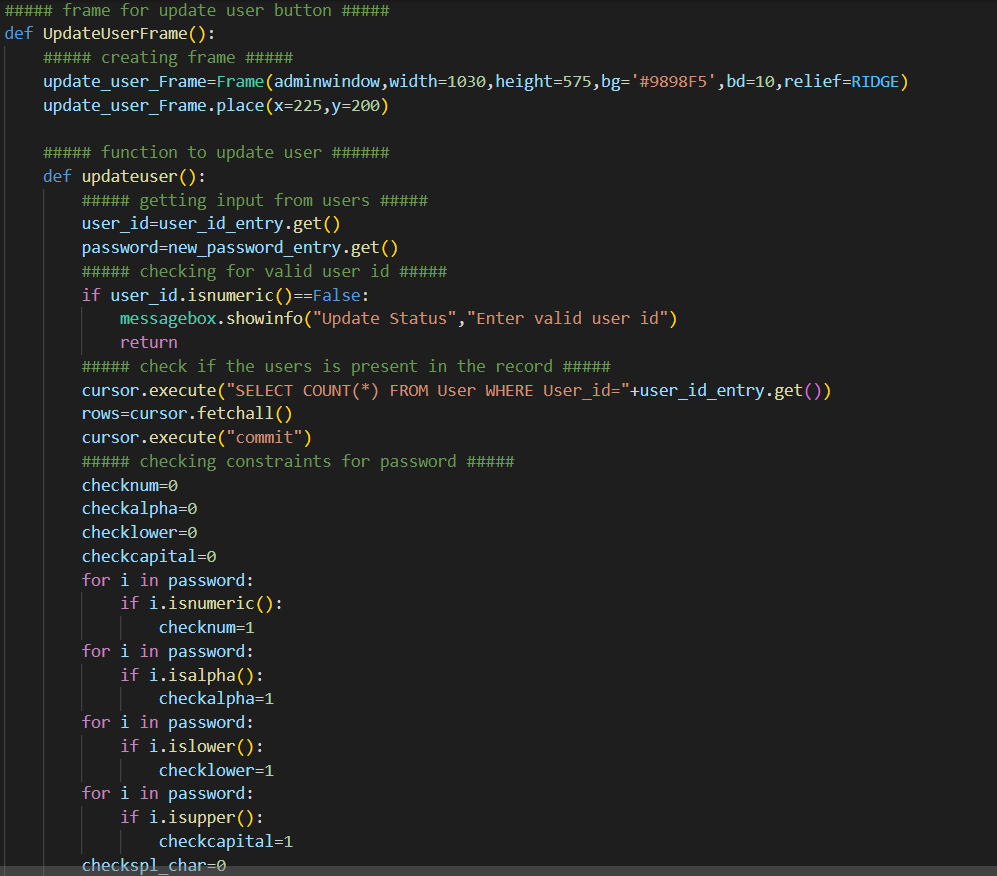 ##### frame for update user button #####
def UpdateUserFrame():
    ##### creating frame #####
    update_user_Frame=Frame(adminwindow,width=1030,height=575,bg='#9898F5',bd=10,relief=RIDGE)
    update_user_Frame.place(x=225,y=200)

    ##### function to update user ######
    def updateuser():
        ##### getting input from users #####
        user_id=user_id_entry.get()
        password=new_password_entry.get()
        ##### checking for valid user id #####
        if user_id.isnumeric()==False:
            messagebox.showinfo("Update Status","Enter valid user id")
            return
        ##### check if the users is present in the record #####
        cursor.execute("SELECT COUNT(*) FROM User WHERE User_id="+user_id_entry.get())
        rows=cursor.fetchall()
        cursor.execute("commit")
        ##### checking constraints for password #####
        checknum=0
        checkalpha=0
        checklower=0
        checkcapital=0
        for i in password:
            if i.isnumeric():
                checknum=1
        for i in password:
            if i.isalpha():
                checkalpha=1
        for i in password:
            if i.islower():
                checklower=1
        for i in password:
            if i.isupper():
                checkcapital=1
        checkspl_char=0